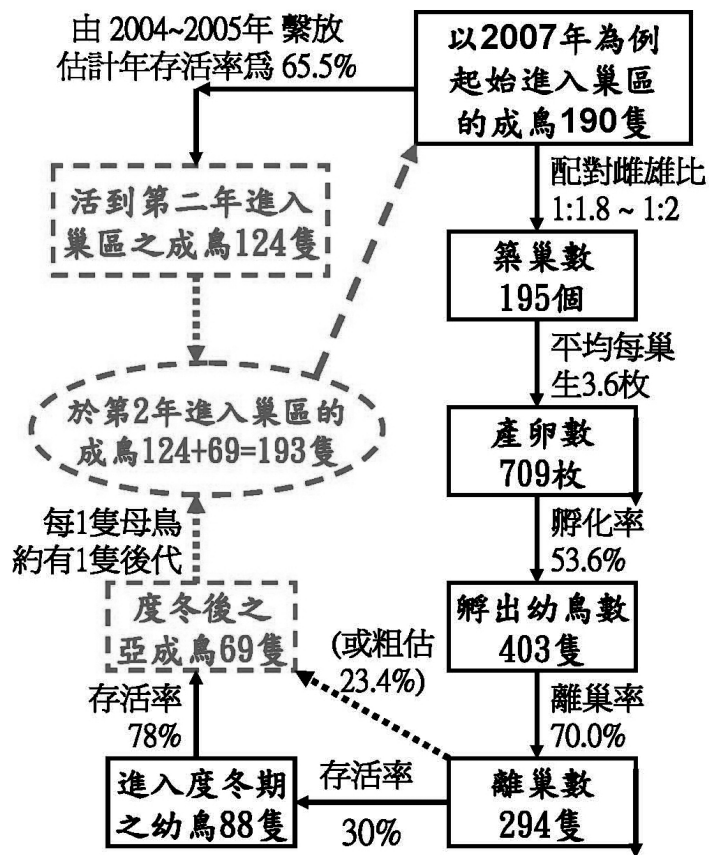 由 2004~2005年 繫放
估計年存活率爲 65.5%
以2007年為例
起始進入巢區
的成鳥190隻
配對雌雄比
1:1.8 ~ 1:2
活到第二年進入
巢區之成鳥124隻
築巢數
195個
平均每巢
生3.6枚
於第2年進入巢區的
成鳥124+69=193隻
產卵數
709枚
每1隻母鳥
約有1隻後代
孵化率
53.6%
度冬後之
亞成鳥69隻
(或粗估
23.4%)
孵出幼鳥數
403隻
存活率
78%
離巢率
70.0%
進入度冬期
之幼鳥88隻
存活率
30%
離巢數
294隻